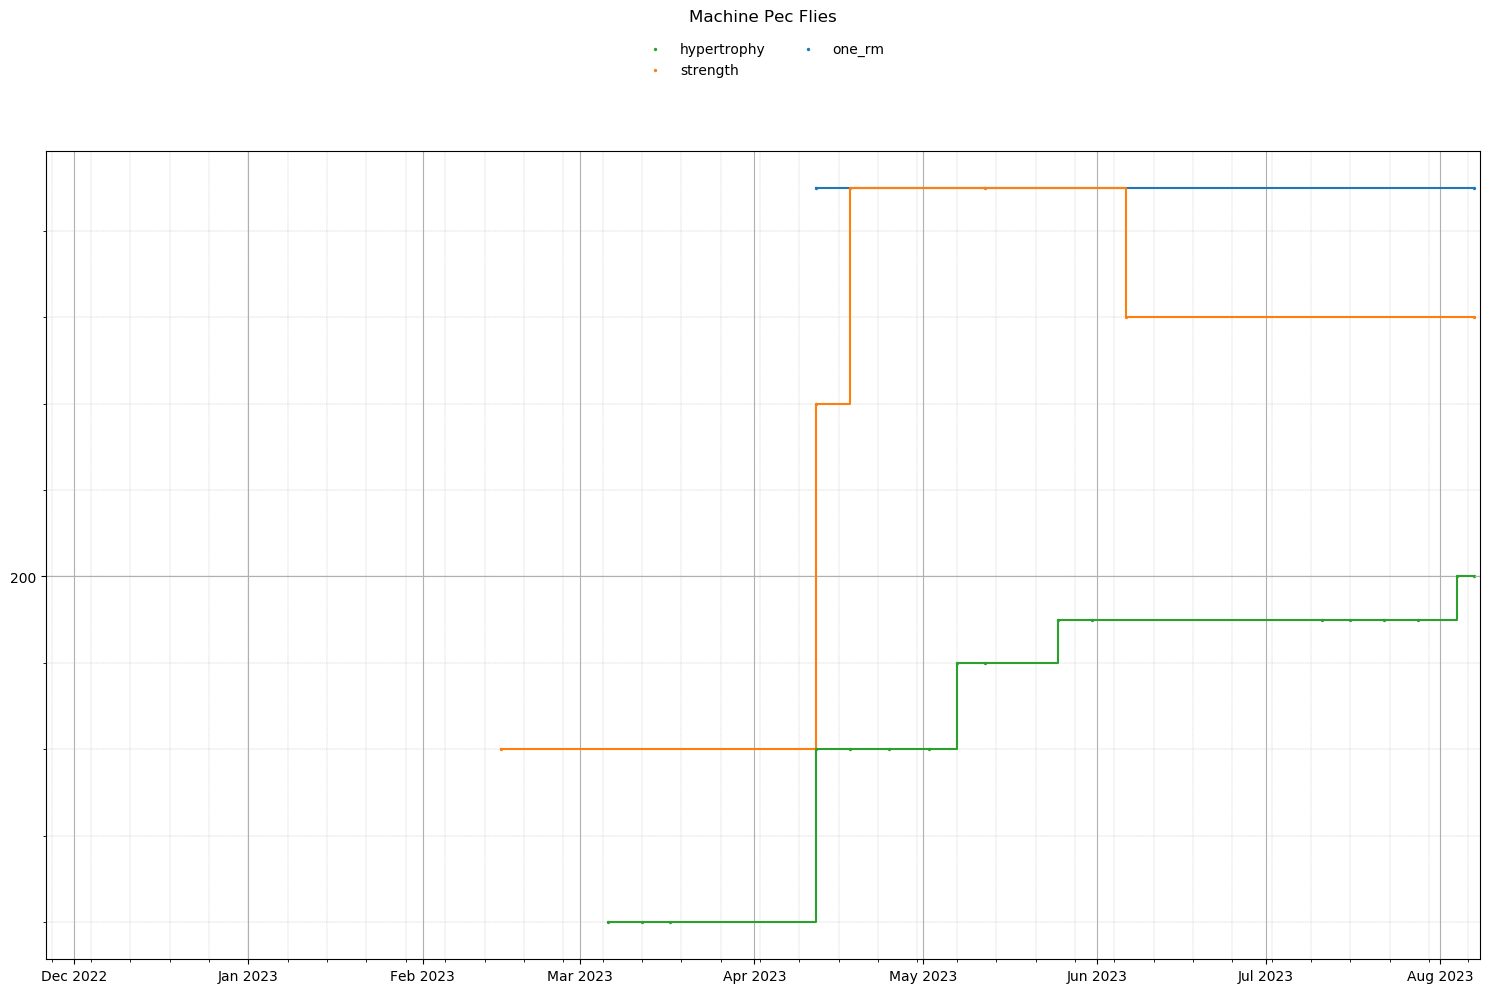 Machine Pec Flies
hypertrophy one_rm
strength
200
Dec 2022 Jan 2023 Feb 2023 Mar 2023 Apr 2023 May 2023 Jun 2023 Jul 2023 Aug 2023